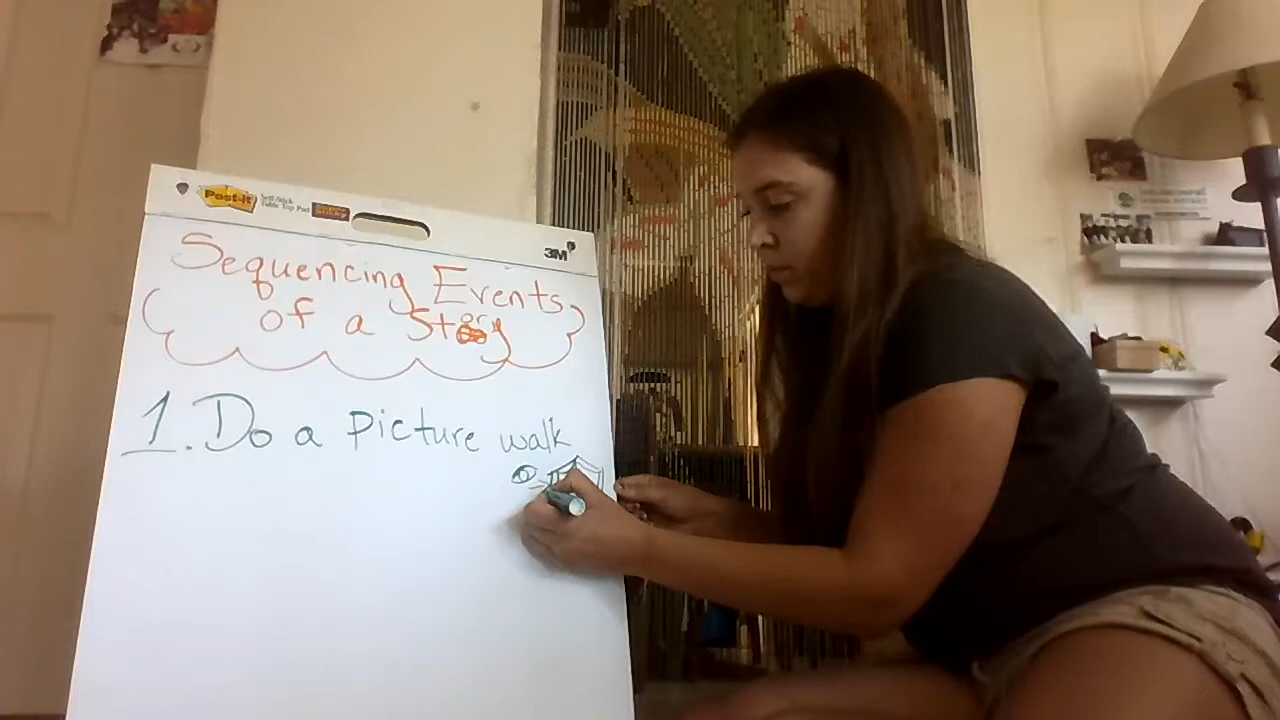 Post-it Self-Stick Table Top Pad
3M
Sequencing Events
of a Story
1. Do a picture walk